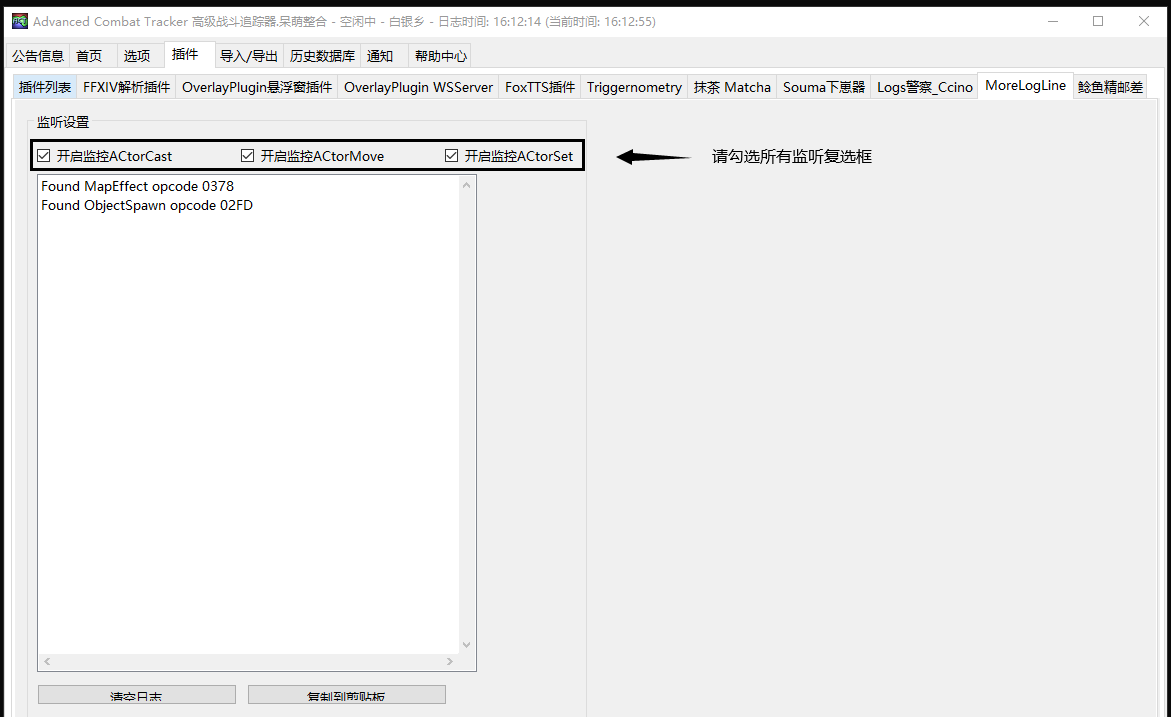 Advanced Combat Tracker 高级战斗追踪器.呆萌整合 - 空闲中 - 白银乡 - 日志时间: 16:12:14 (当前时间: 16:12:55)
公告信息 首页 选项 插件 导入/导出 历史数据库 通知 帮助中心
插件列表 FFXIV解析插件 OverlayPlugin悬浮窗插件 OverlayPlugin WSServer FoxTTS插件 Triggernometry 抹茶 Matcha Souma下崽器 Logs警察_Ccino MoreLogLine 鲶鱼精邮差
监听设置
开启监控ACtorCast 开启监控ACtorMove 开启监控ACtorSet 请勾选所有监听复选框
Found MapEffect opcode 0378
Found ObjectSpawn opcode 02FD
清空日志 复制到剪贴板